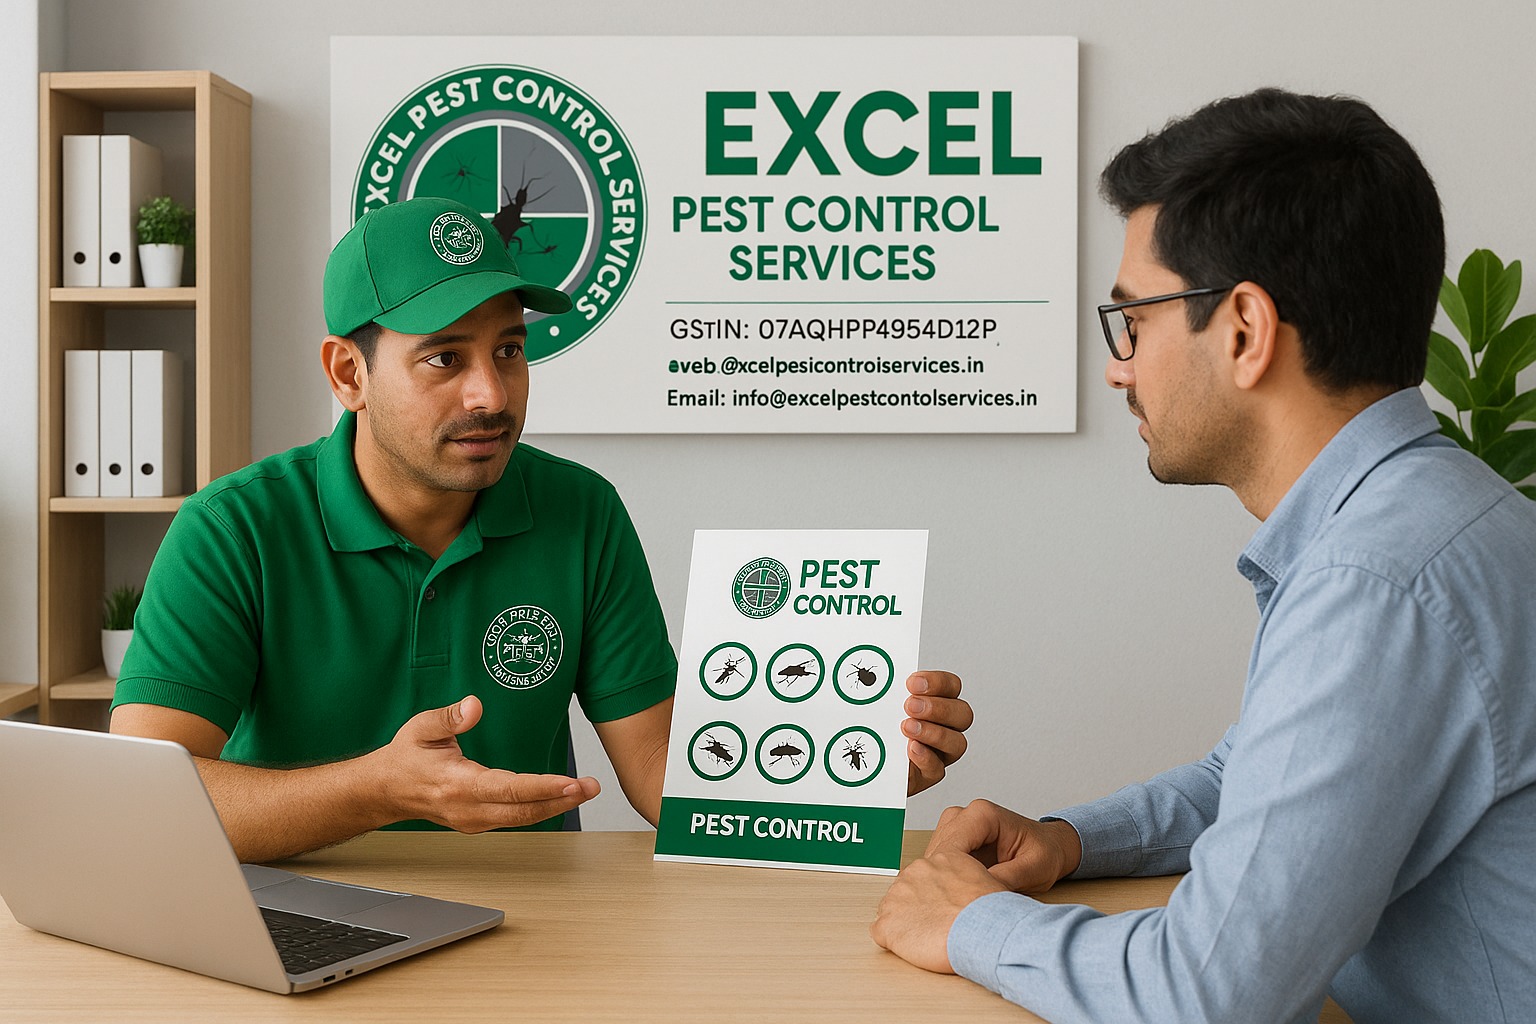 EXCEL PEST CONTROL SERVICES •
EXCEL
PEST CONTROL
SERVICES
GSTIN: 07AQHPP4954D12P
eveb.@xcelpesicontroiservices.in
Email: info@excelpestcontolservices.in
PEST
CONTROL
PEST CONTROL